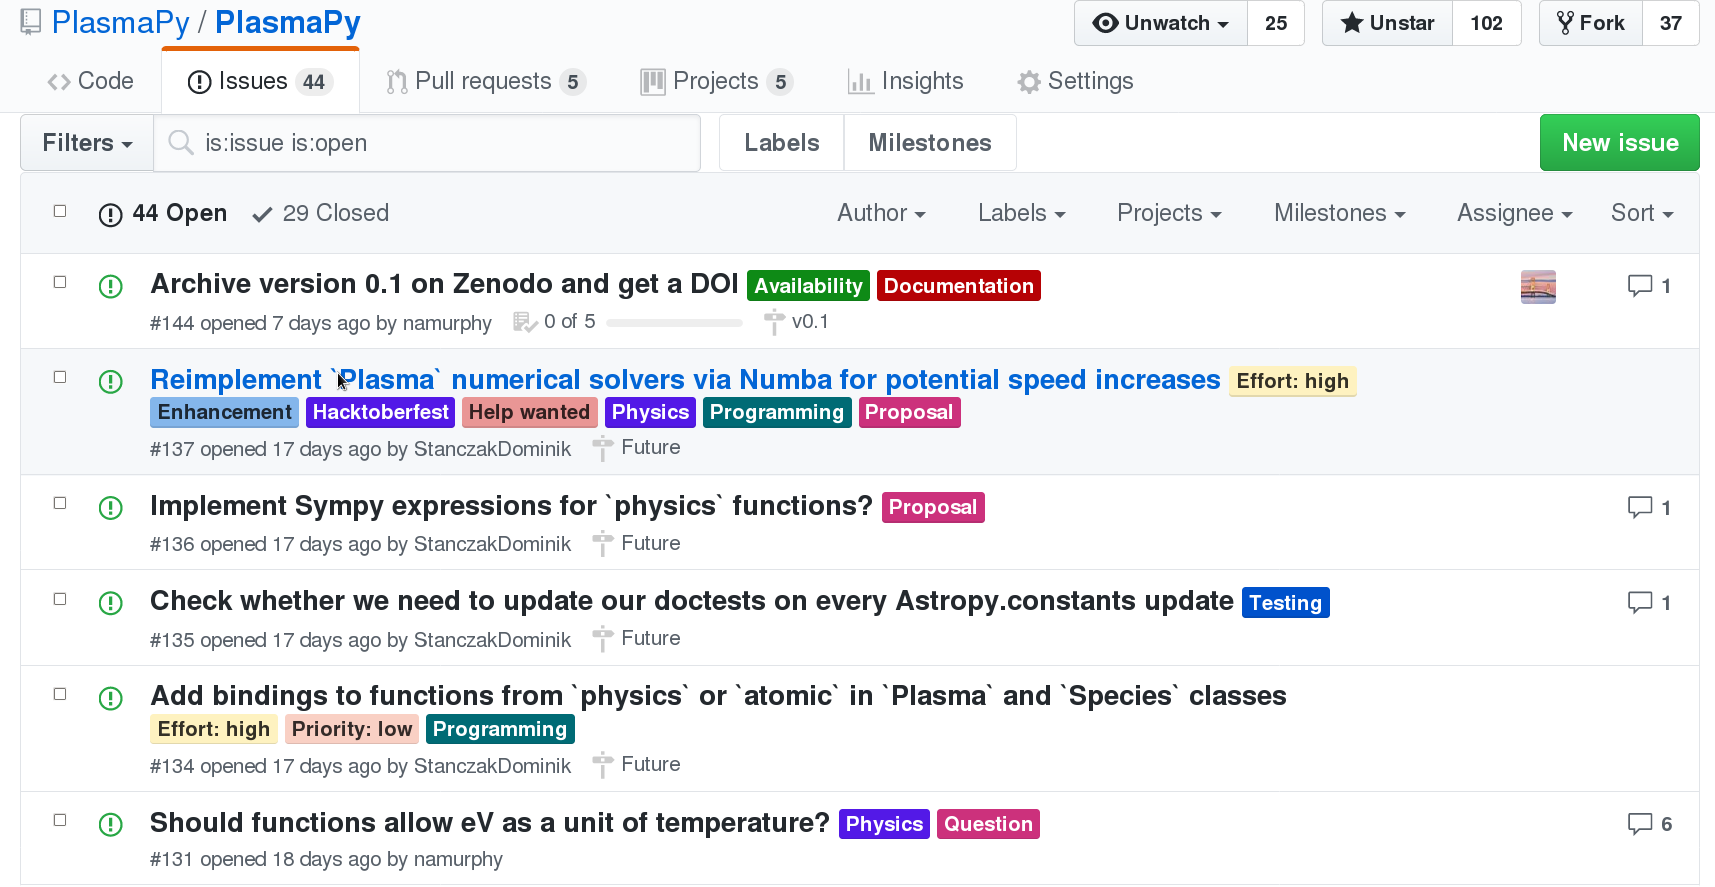 PlasmaPy / PlasmaPy Unwatch 25 Unstar 102 Fork 37
Code Issues 44 Pull requests 5 Projects 5 Insights Settings
Filters is:issue is:open Labels Milestones New issue
44 Open 29 Closed Author Labels Projects Milestones Assignee Sort
Archive version 0.1 on Zenodo and get a DOI Availability Documentation 1
#144 opened 7 days ago by namurphy 0 of 5 v0.1
Reimplement `Plasma` numerical solvers via Numba for potential speed increases Effort: high
Enhancement Hacktoberfest Help wanted Physics Programming Proposal
#137 opened 17 days ago by StanczakDominik Future
Implement Sympy expressions for `physics` functions? Proposal 1
#136 opened 17 days ago by StanczakDominik Future
Check whether we need to update our doctests on every Astropy.constants update Testing 1
#135 opened 17 days ago by StanczakDominik Future
Add bindings to functions from `physics` or `atomic` in `Plasma` and `Species` classes
Effort: high Priority: low Programming
#134 opened 17 days ago by StanczakDominik Future
Should functions allow eV as a unit of temperature? Physics Question 6
#131 opened 18 days ago by namurphy